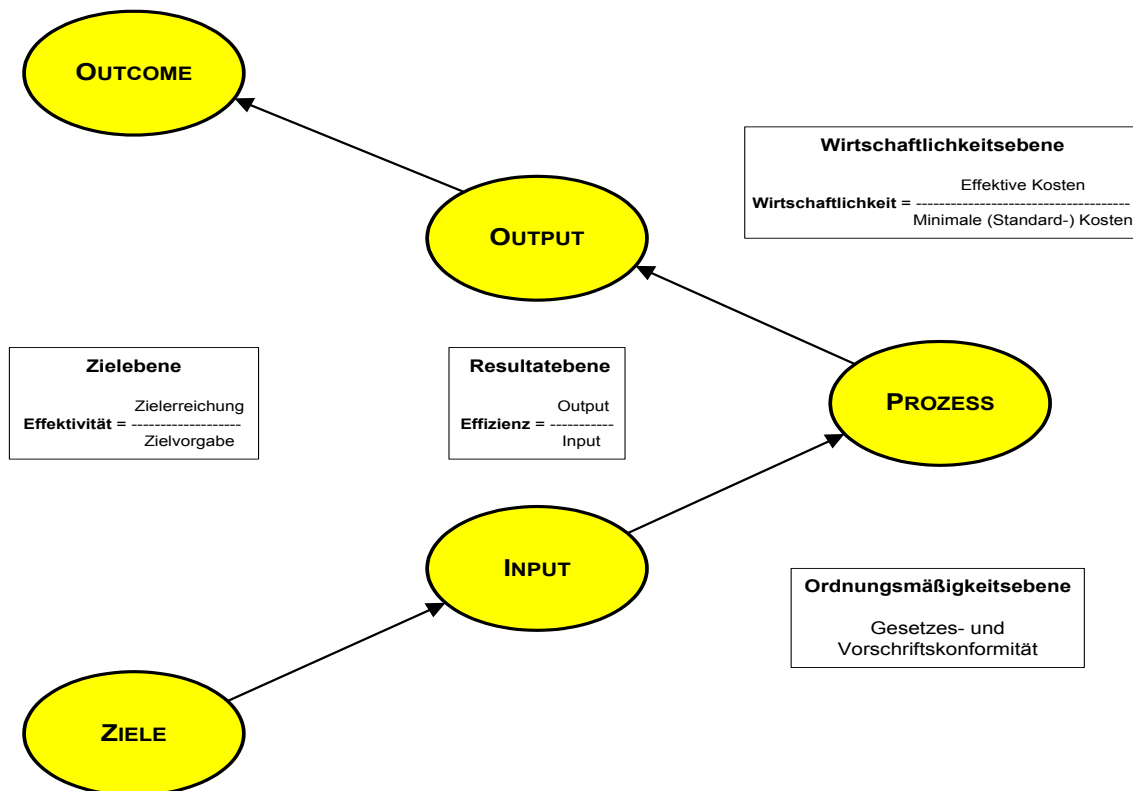 OUTCOME
Wirtschaftlichkeitsebene
Effektive Kosten
Wirtschaftlichkeit = -------------------------------------
Minimale (Standard-) Kosten
OUTPUT
Zielebene
Zielerreichung
Effektivität = -------------------
Zielvorgabe
Resultatebene
Output
Effizienz = -----------
Input
PROZESS
INPUT
Ordnungsmäßigkeitsebene
Gesetzes- und
Vorschriftskonformität
ZIELE